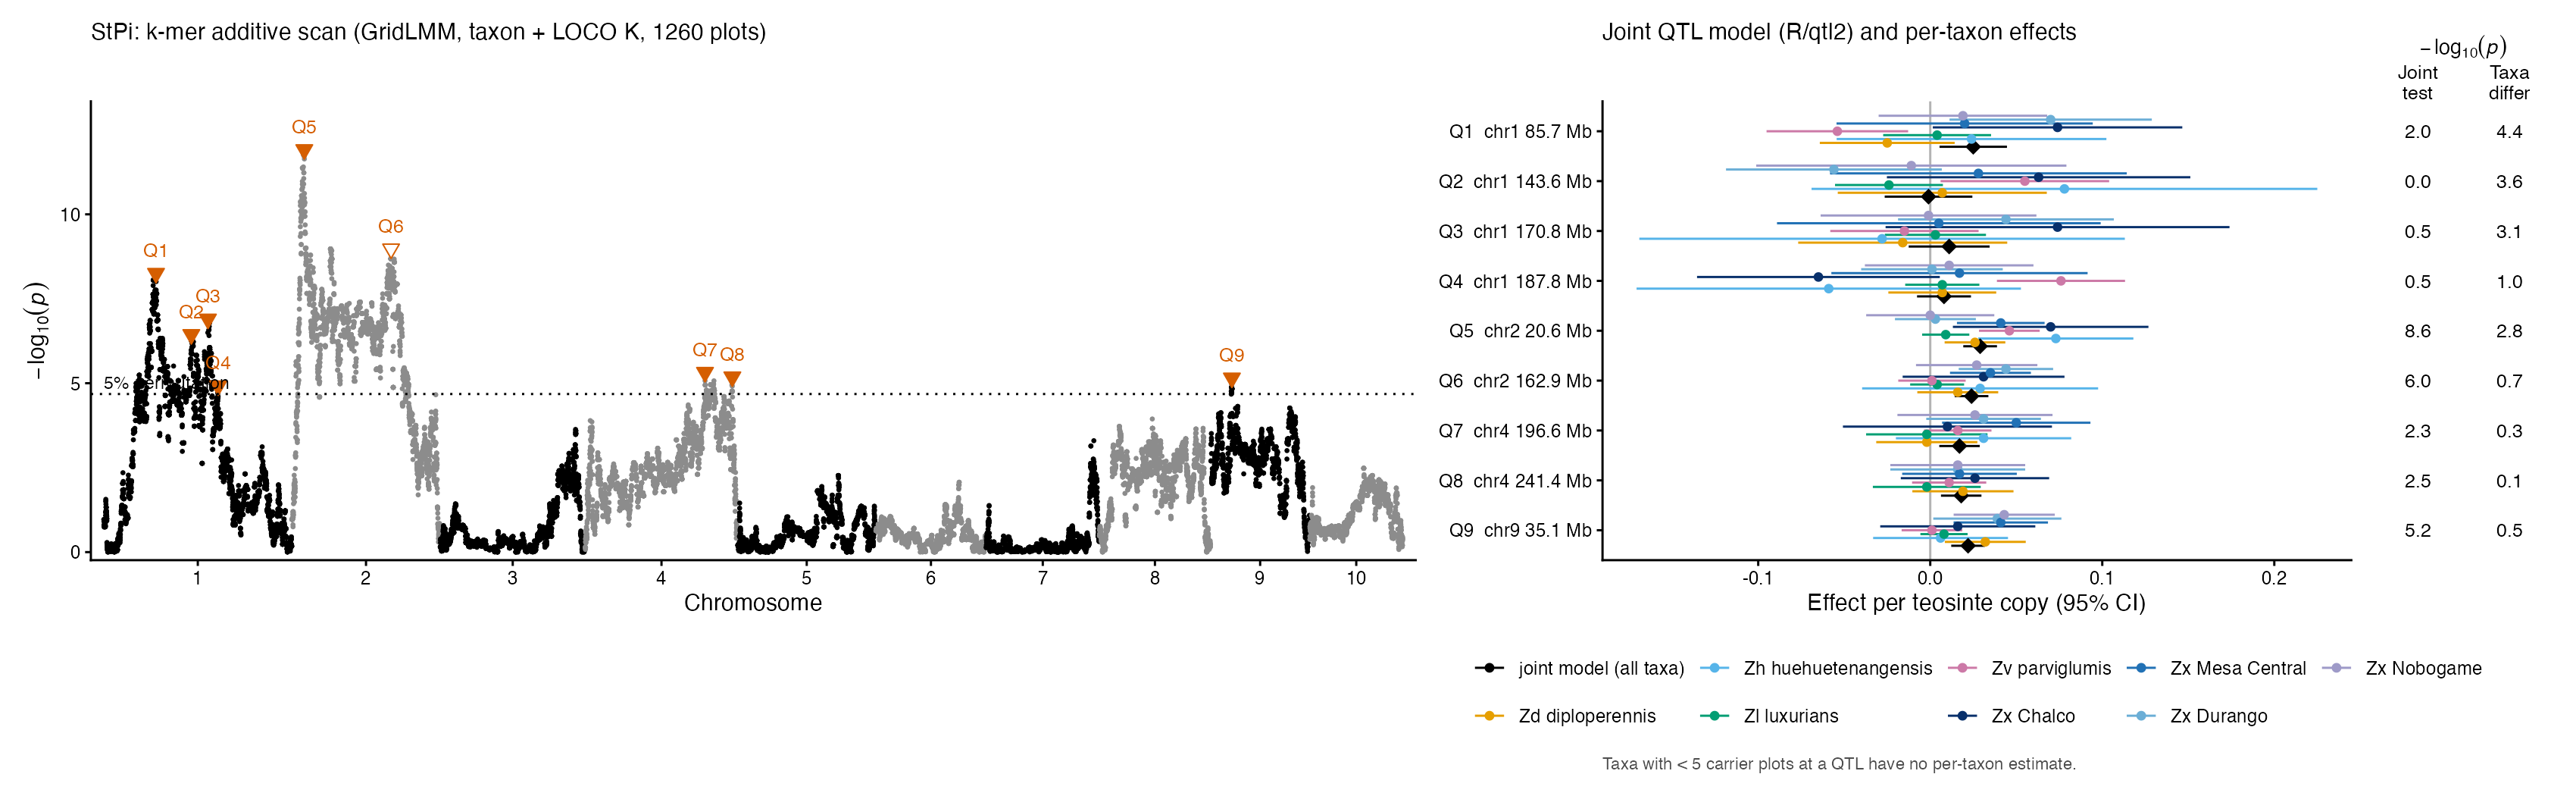 StPi: k-mer additive scan (GridLMM, taxon + LOCO K, 1260 plots)
−log10(p)
10
5
0
Q1
Q2
Q3
Q4
Q5
Q6
Q7
Q8
Q9
5% permutation
1 2 3 4 5 6 7 8 9 10
Chromosome
Joint QTL model (R/qtl2) and per-taxon effects
−log10(p)
Joint test
Taxa differ
Q1 chr1 85.7 Mb 2.0 4.4
Q2 chr1 143.6 Mb 0.0 3.6
Q3 chr1 170.8 Mb 0.5 3.1
Q4 chr1 187.8 Mb 0.5 1.0
Q5 chr2 20.6 Mb 8.6 2.8
Q6 chr2 162.9 Mb 6.0 0.7
Q7 chr4 196.6 Mb 2.3 0.3
Q8 chr4 241.4 Mb 2.5 0.1
Q9 chr9 35.1 Mb 5.2 0.5
-0.1 0.0 0.1 0.2
Effect per teosinte copy (95% CI)
joint model (all taxa) Zh huehuetenangensis Zv parviglumis Zx Mesa Central Zx Nobogame
Zd diploperennis Zl luxurians Zx Chalco Zx Durango
Taxa with < 5 carrier plots at a QTL have no per-taxon estimate.